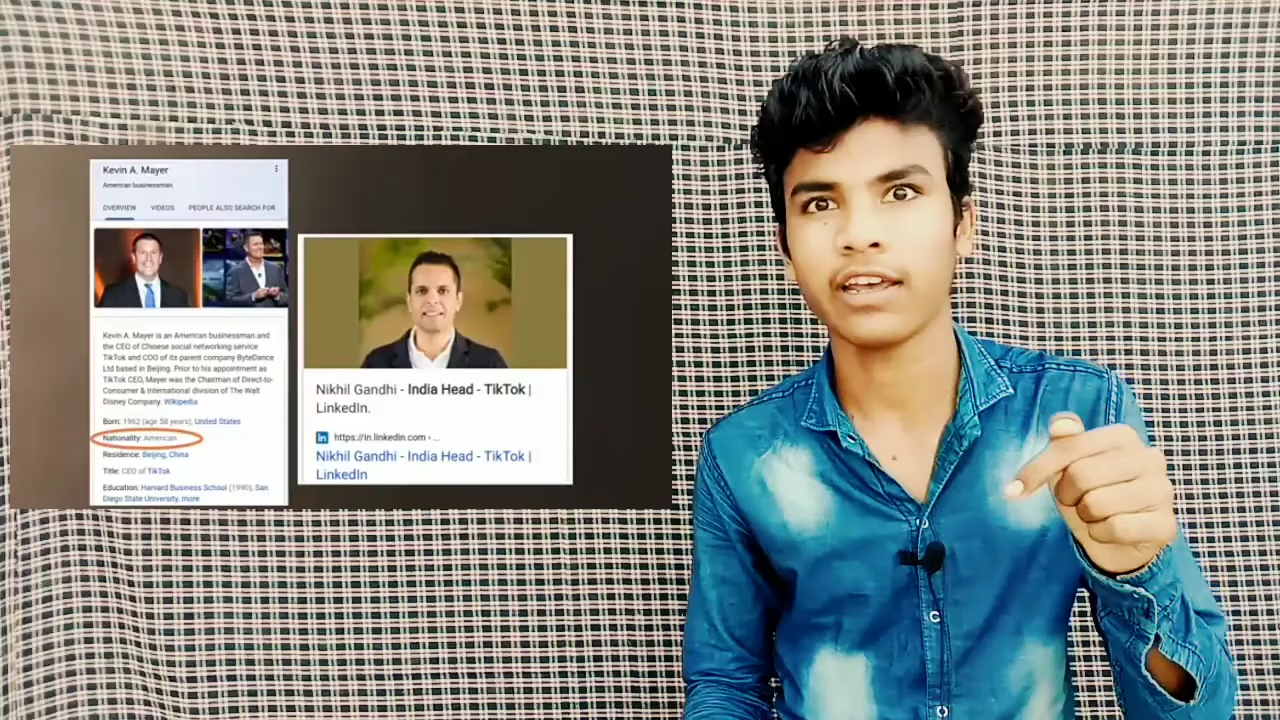 Kevin A. Mayer
American businessman
OVERVIEW VIDEOS PEOPLE ALSO SEARCH FOR
Kevin A. Mayer is an American businessman and
the CEO of Chinese social networking service
TikTok and COO of its parent company ByteDance
Ltd based in Beijing. Prior to his appointment as
TikTok CEO, Mayer was the Chairman of Direct-to-
Consumer & International division of The Walt
Disney Company. Wikipedia
Born: 1962 (age 58 years), United States
Nationality: American
Residence: Beijing, China
Title: CEO of TikTok
Education: Harvard Business School (1990), San
Diego State University, more
Nikhil Gandhi - India Head - TikTok |
LinkedIn.
in https://in.linkedin.com › ...
Nikhil Gandhi - India Head - TikTok |
LinkedIn